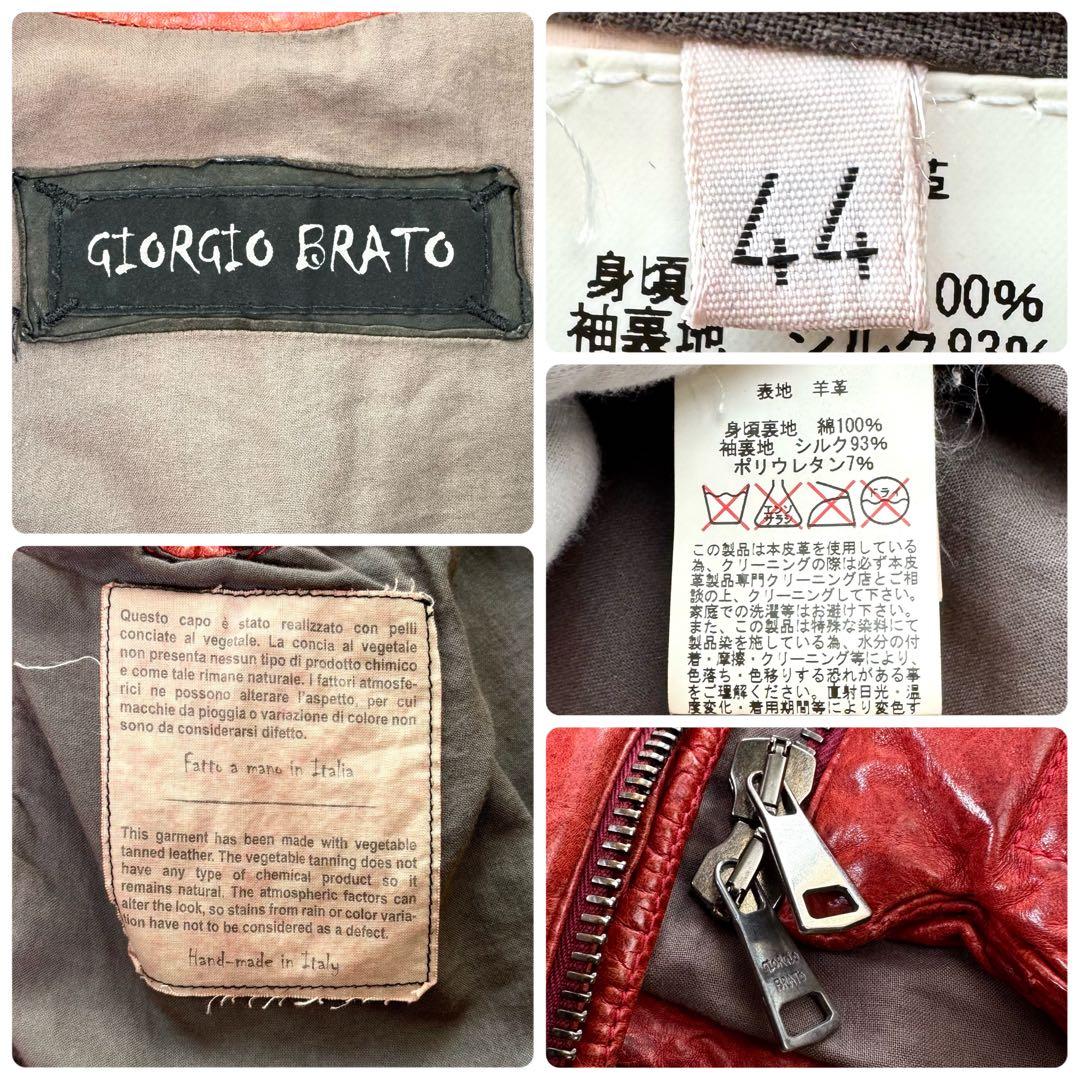 GIORGIO BRATO
44
革
身頃 00%
袖裏地 シルク93%
表地 羊革
身頃裏地 綿100%
袖裏地 シルク93%
ポリウレタン7%
エンソ
サラシ
ドライ
この製品は本皮革を使用している
為、クリーニングの際は必ず本皮
革製品専門クリーニング店とご相
談の上、クリーニングして下さい。
家庭での洗濯等はお避け下さい。
また、この製品は特殊な染料にて
製品染を施している為、水分の付
着・摩擦・クリーニング等により、
色落ち・色移りする恐れがある事
をご理解ください。直射日光・温
度変化・着用期間等により変色す
Questo capo è stato realizzato con pelli
conciate al vegetale. La concia al vegetale
non presenta nessun tipo di prodotto chimico
e come tale rimane naturale. I fattori atmosfe-
rici ne possono alterare l'aspetto, per cui
macchie da pioggia o variazione di colore non
sono da considerarsi difetto.
Fatto a mano in Italia
This garment has been made with vegetable
tanned leather. The vegetable tanning does not
have any type of chemical product so it
remains natural. The atmospheric factors can
alter the look, so stains from rain or color varia-
tion have not to be considered as a defect.
Hand-made in Italy
GIORGIO
BRATO